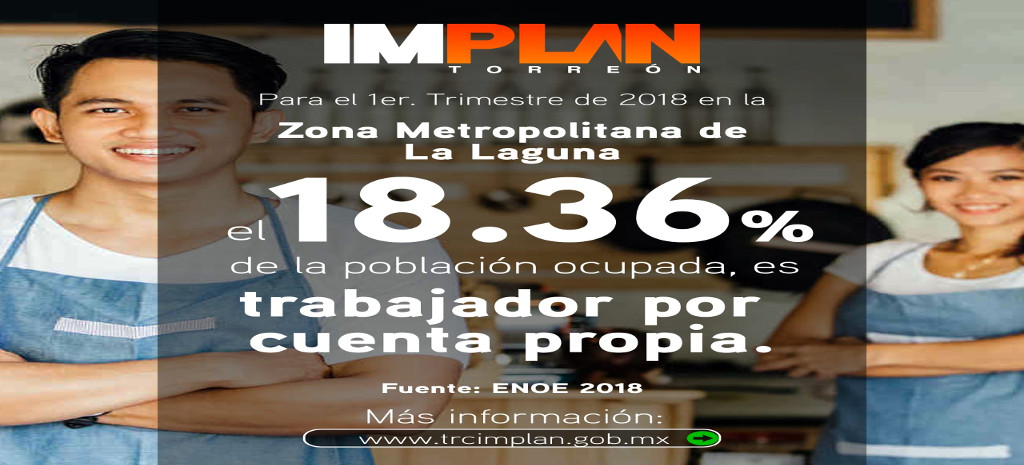 IMPLAN
TORREÓN
Para el 1er. Trimestre de 2018 en la
Zona Metropolitana de
La Laguna
el 18.36%
de la población ocupada, es
trabajador por
cuenta propia.
Fuente: ENOE 2018
Más información:
www.trcimplan.gob.mx